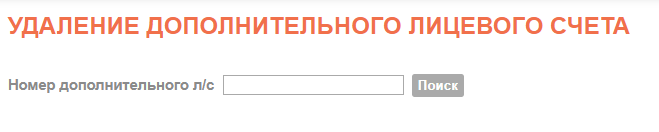 УДАЛЕНИЕ ДОПОЛНИТЕЛЬНОГО ЛИЦЕВОГО СЧЕТА
Номер дополнительного л/с Поиск